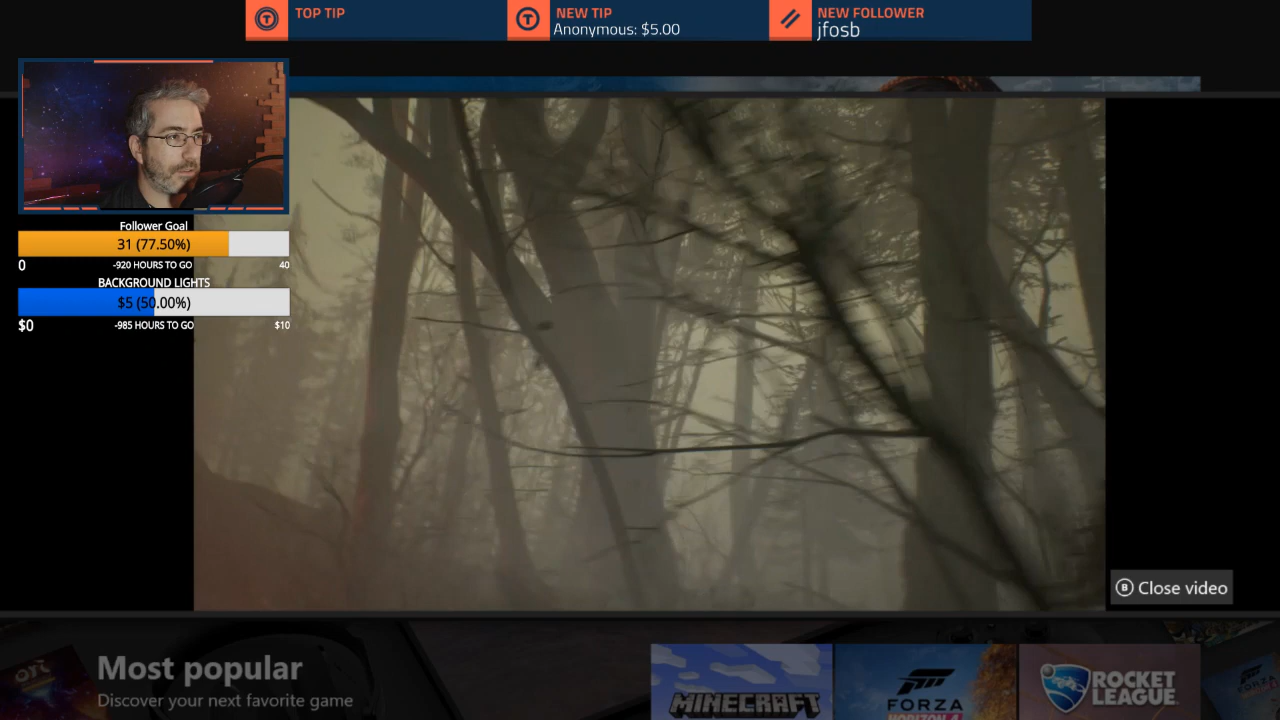 TOP TIP
NEW TIP
Anonymous: $5.00
NEW FOLLOWER
jfosb
Follower Goal
31 (77.50%)
0
-920 HOURS TO GO
40
BACKGROUND LIGHTS
$5 (50.00%)
$0
-985 HOURS TO GO
$10
B Close video
Most popular
Discover your next favorite game
MINECRAFT
FORZA
HORIZON 4
ROCKET
LEAGUE
FORZA